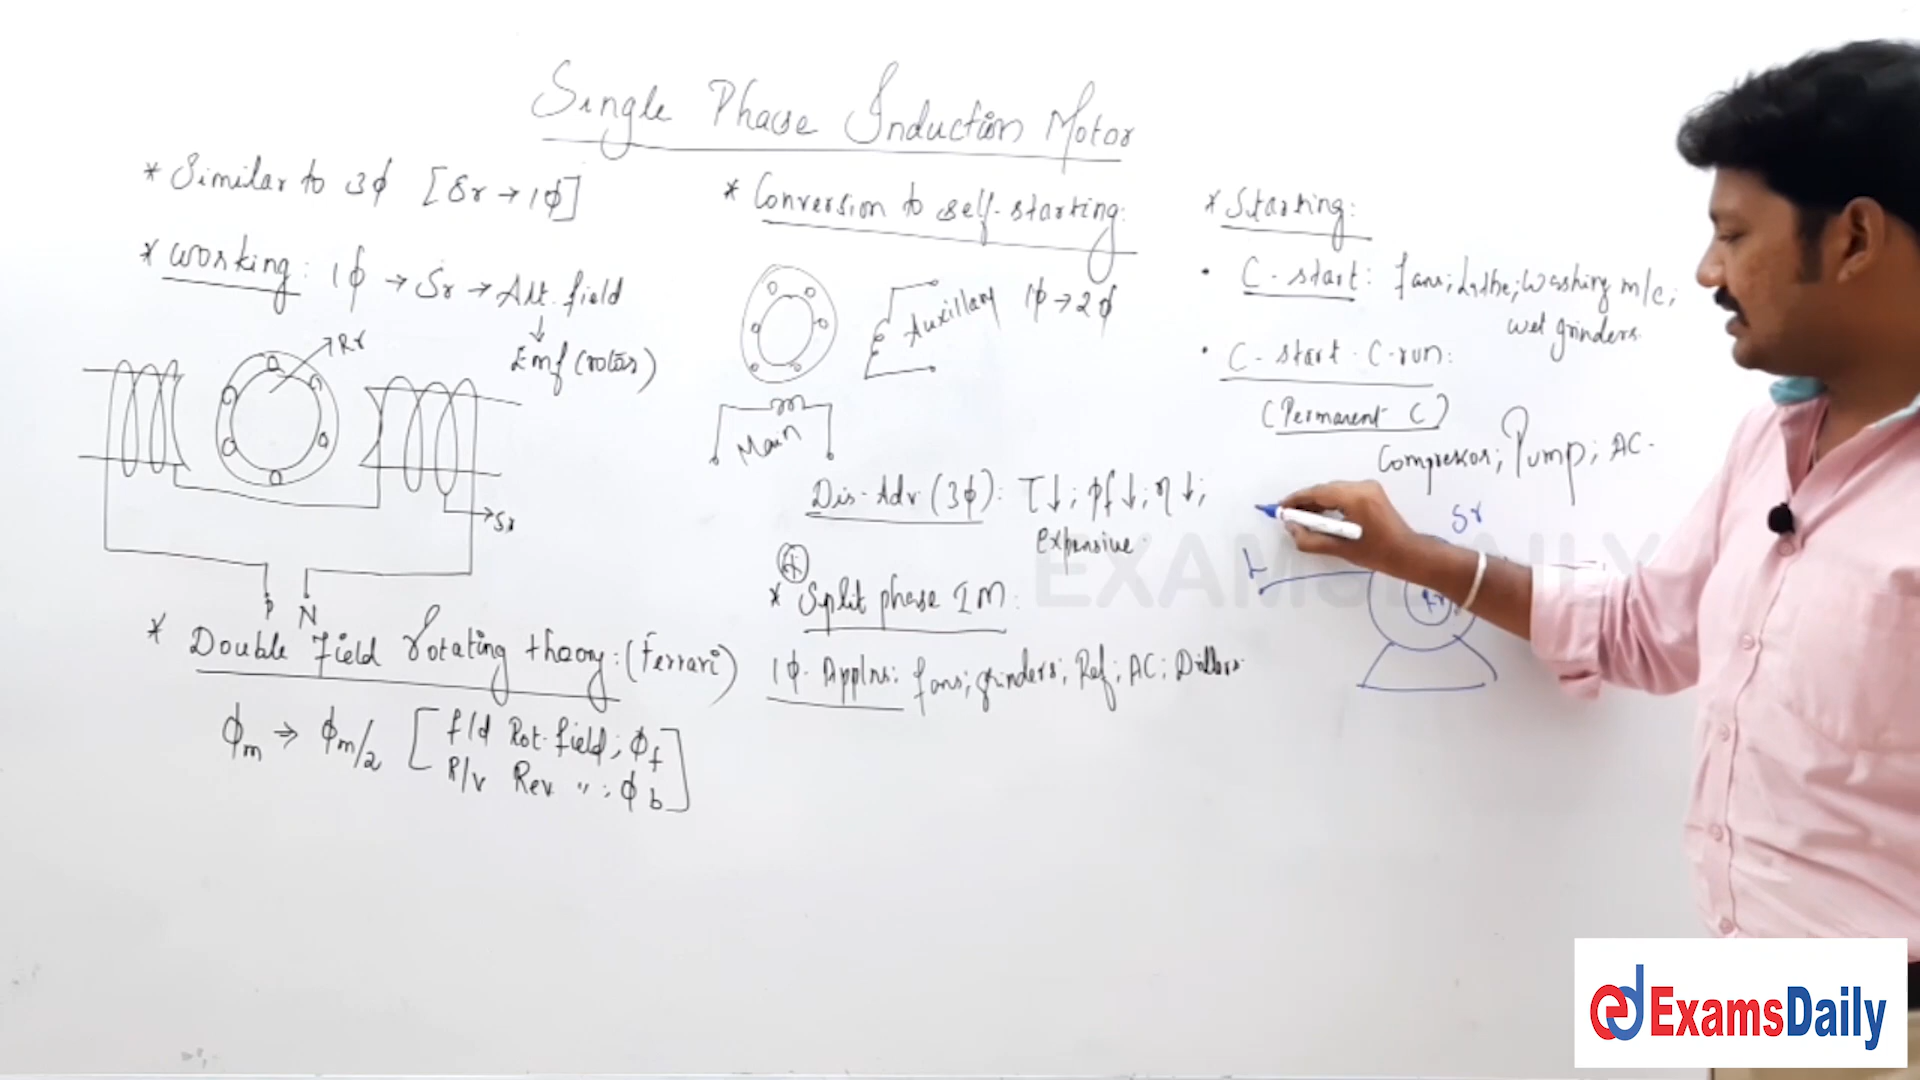 Single Phase Induction Motor
* Similar to 3ϕ [Sr → 1ϕ]
* Working: 1ϕ → Sr → Alt. field
↓
Emf (rotor)
Rr
Sr
P N
* Double Field rotating theory: (Ferrari)
ϕm ⇒ ϕm/2 [f/d Rot. field; ϕf
R/v Rev " ; ϕb]
* Conversion to self-starting:
Auxillary 1ϕ → 2ϕ
Main
Dis-Adv (3ϕ): T↓; pf↓; η↓;
Expensive
* Split phase IM:
1ϕ. Applns: fans; grinders; Ref; AC; Drillers
* Starting:
• C-start: fans; Lathe; Washing m/c;
wet grinders.
• C-start-C-run:
(Permanent C)
Compressor; Pump; AC-
Sr
L
Rr
EXAMSDAILY
ExamsDaily